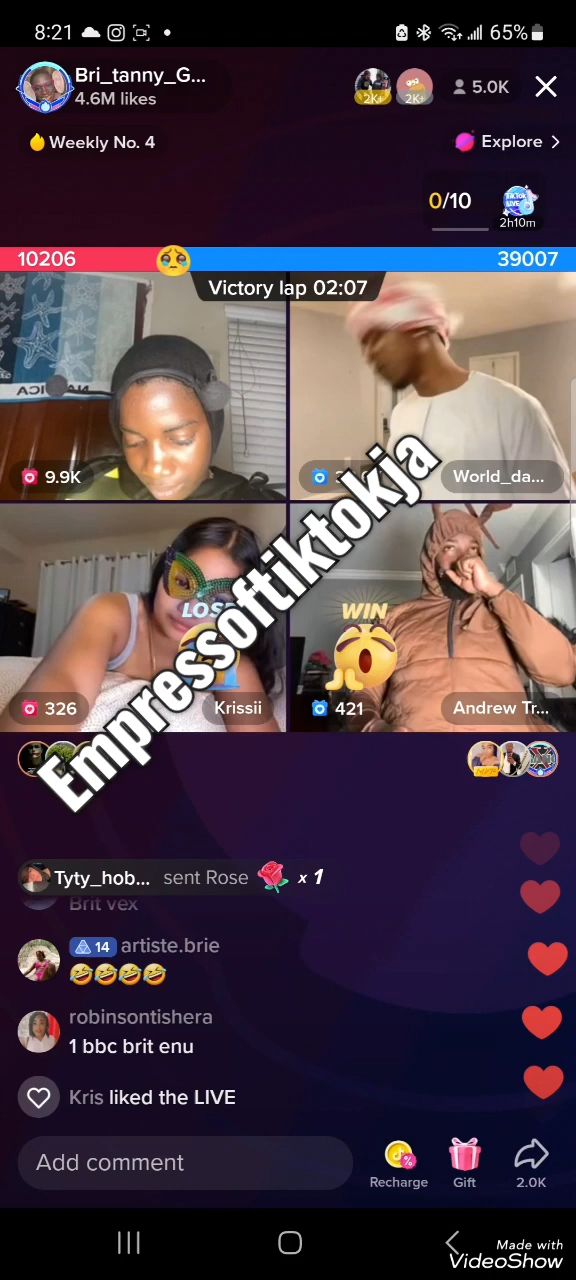 8:21
65%
Bri_tanny_G...
4.6M likes
2K+
2K+
5.0K
Weekly No. 4
Explore >
0/10
TikTok LIVE
2h10m
10206
39007
Victory lap 02:07
NAUTICA
9.9K
World_da...
Empressoftiktokja
WIN
326
Krissii
421
Andrew Tr...
Tyty_hob... sent Rose x 1
Brit vex
14 artiste.brie
🤣🤣🤣🤣
robinsontishera
1 bbc brit enu
Kris liked the LIVE
Add comment
Recharge
Gift
2.0K
Made with
VideoShow